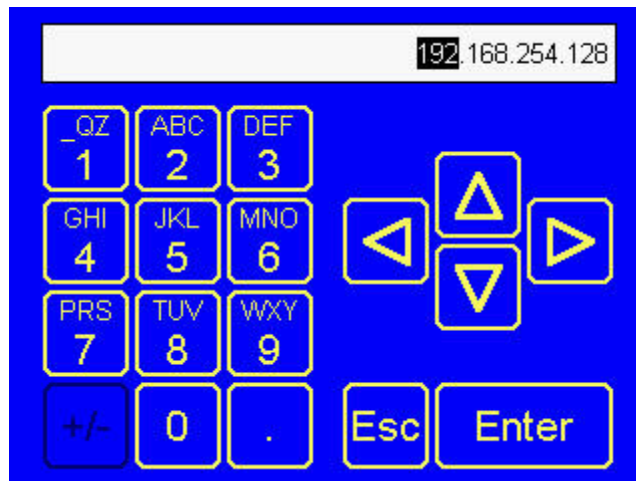 192.168.254.128
_QZ ABC DEF
1 2 3
GHI JKL MNO
4 5 6
PRS TUV WXY
7 8 9
+/- 0 . Esc Enter